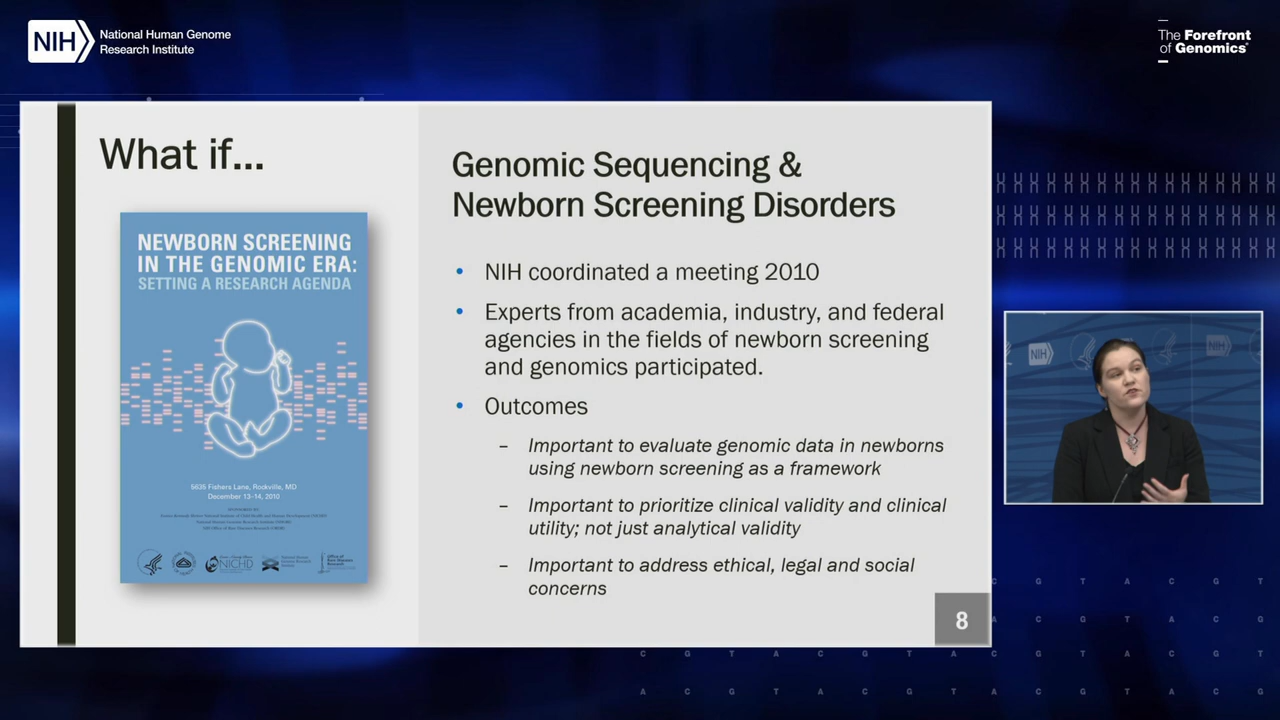 NIH
National Human Genome
Research Institute
The Forefront
of Genomics®
What if...
NEWBORN SCREENING
IN THE GENOMIC ERA:
SETTING A RESEARCH AGENDA
5635 Fishers Lane, Rockville, MD
December 13-14, 2010
NICHD
Genomic Sequencing &
Newborn Screening Disorders
• NIH coordinated a meeting 2010
• Experts from academia, industry, and federal
agencies in the fields of newborn screening
and genomics participated.
• Outcomes
– Important to evaluate genomic data in newborns
using newborn screening as a framework
– Important to prioritize clinical validity and clinical
utility; not just analytical validity
– Important to address ethical, legal and social
concerns
8
NIH
NIH
C G T A C G T
A C G T A C G
C G T A C G T A C G T A C G T
A C G T A C G T A C G T A C G